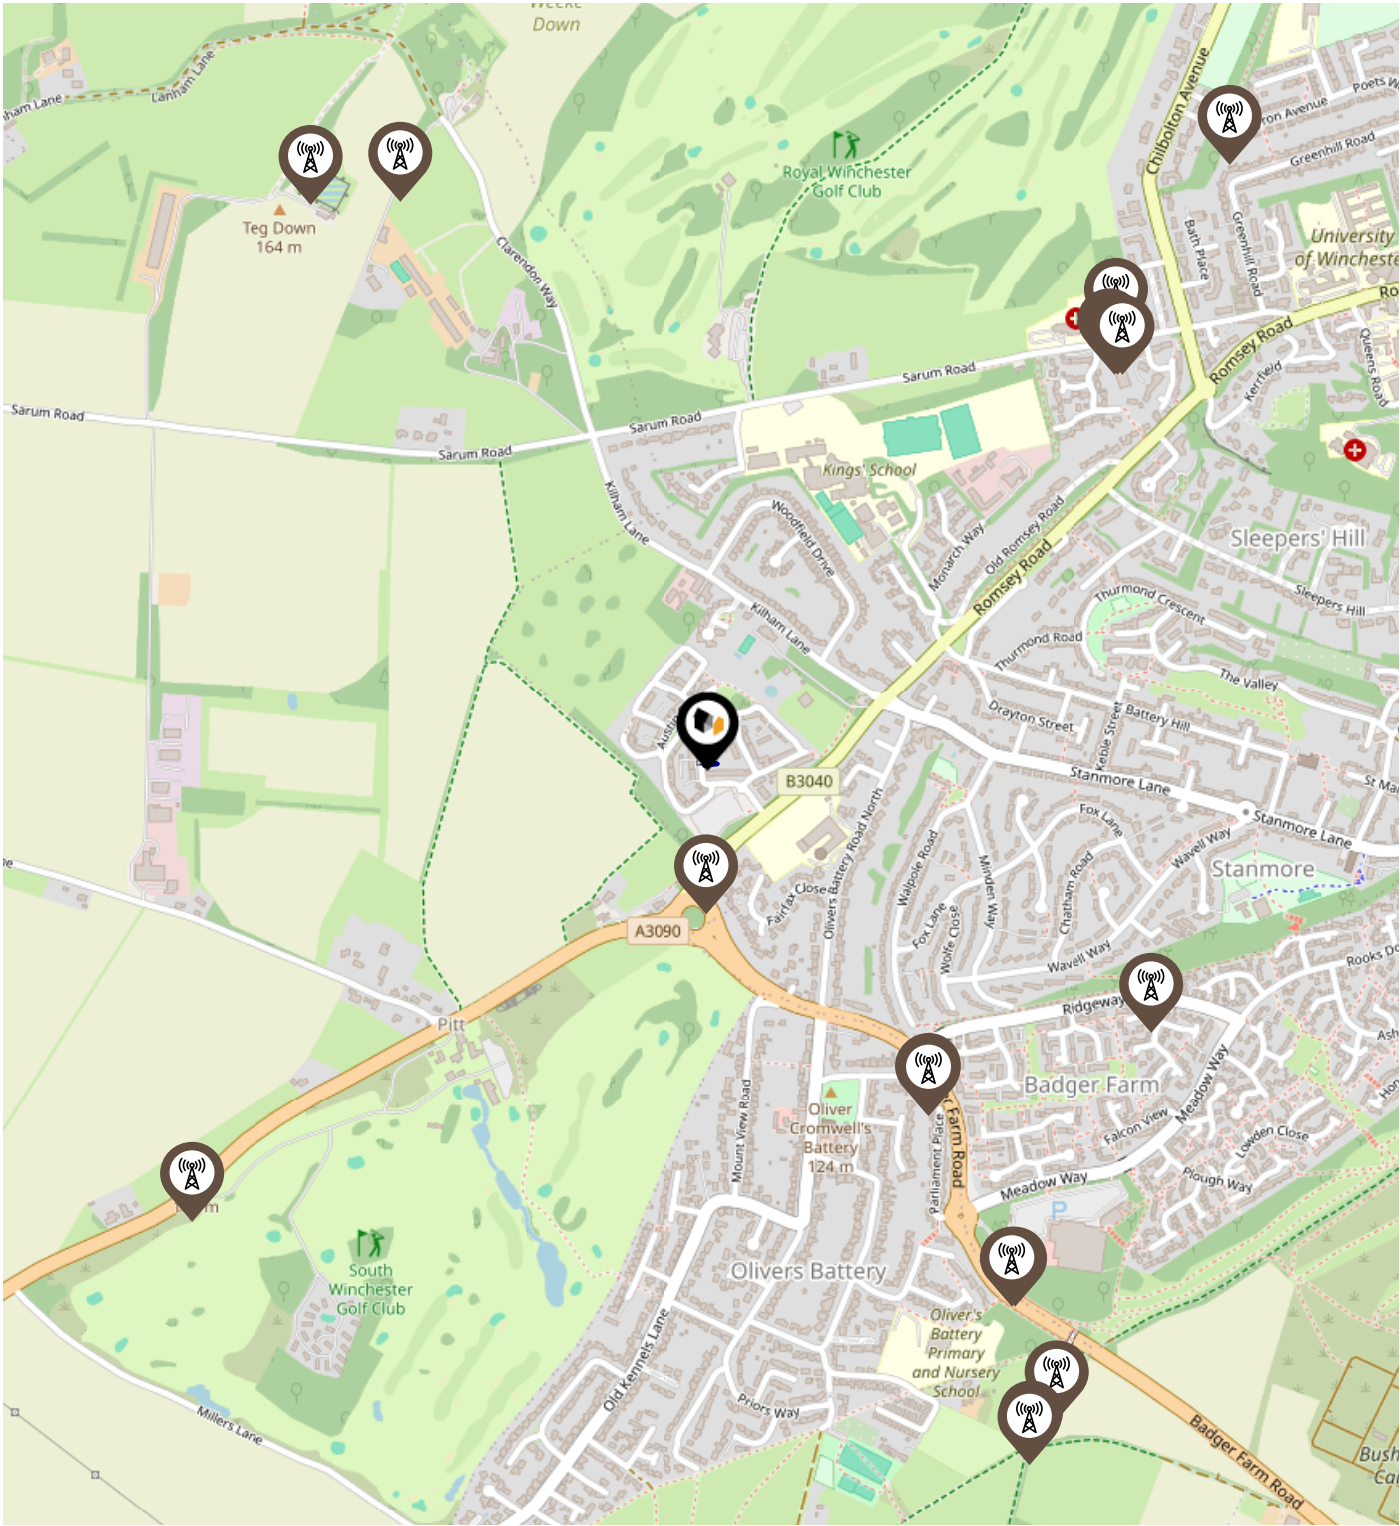 Weeke
Down
Lanham Lane
Lane
Chilbolton Avenue
Poets
Avenue
Greenhill Road
Royal Winchester
Golf Club
Teg Down
164 m
Clarendon Way
Bath Place
Greenhill Road
University
of Winchester
Romsey Road
Queens Road
Kerrfield
Sarum Road
Sarum Road
Sarum Road
Sarum Road
Kings' School
Kilham Lane
Woodfield Drive
Monarch Way
Old Romsey Road
Romsey Road
Sleepers' Hill
Sleepers Hill
Thurmond Crescent
Kilham Lane
Thurmond Road
The Valley
Drayton Street
Battery Hill
Keble Street
B3040
Stanmore Lane
Fox Lane
Stanmore Lane
Wavell Way
Walpole Road
Olivers Battery Road North
Minden Way
Chatham Road
Stanmore
Fairfax Close
Fox Lane
Wolfe Close
A3090
Wavell Way
Ridgeway
Pitt
Badger Farm
Meadow Way
Mount View Road
Oliver
Cromwell's
Battery
124 m
Falcon View
Lowden Close
Parliament Place
Farm Road
Meadow Way
Plough Way
P
South
Winchester
Golf Club
Olivers Battery
Oliver's
Battery
Primary
and Nursery
School
Old Kennels Lane
Priors Way
Millers Lane
Badger Farm Road